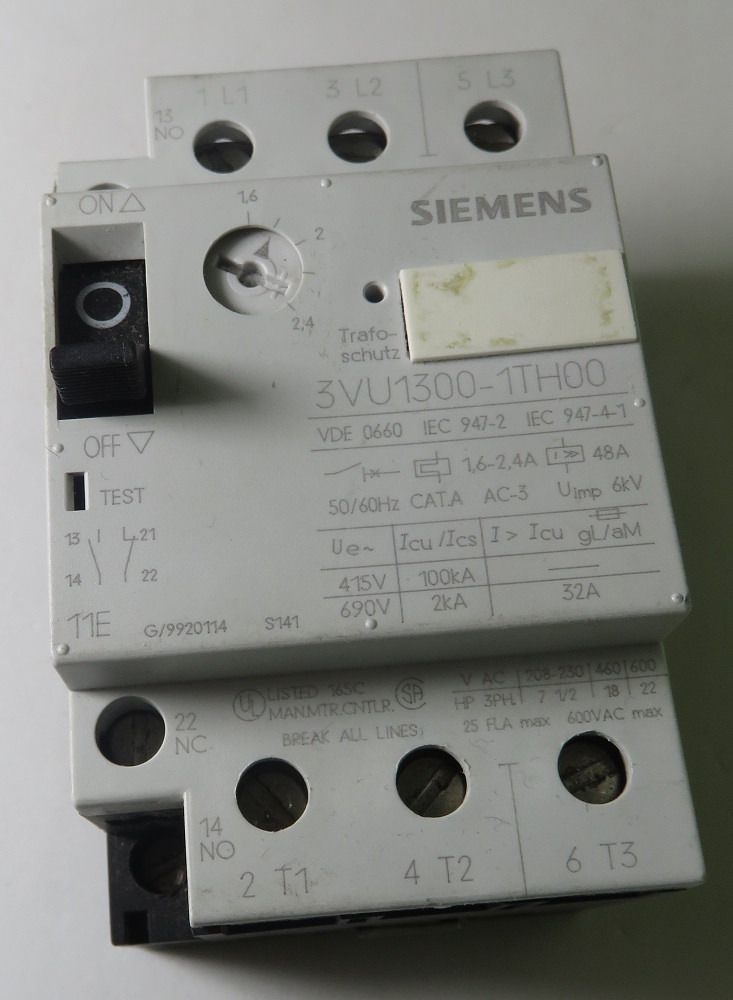 1 L1 3 L2 5 L3
13
NO
ON
1,6
2
2,4
SIEMENS
O
Trafo-
schutz
3VU1300-1TH00
VDE 0660 IEC 947-2 IEC 947-4-1
1,6-2,4A I>> 48A
50/60Hz CAT.A AC-3 Uimp 6kV
Ue~ Icu/Ics I > Icu gL/aM
415V 100kA —
690V 2kA 32A
OFF
TEST
13 21
14 22
11E G/9920114 S141
UL LISTED 165C SA
MAN.MTR.CNTLR.
BREAK ALL LINES
V AC 208-230 460 600
HP 3PH. 7 1/2 18 22
25 FLA max 600VAC max
22
NC
14
NO
2 T1 4 T2 6 T3